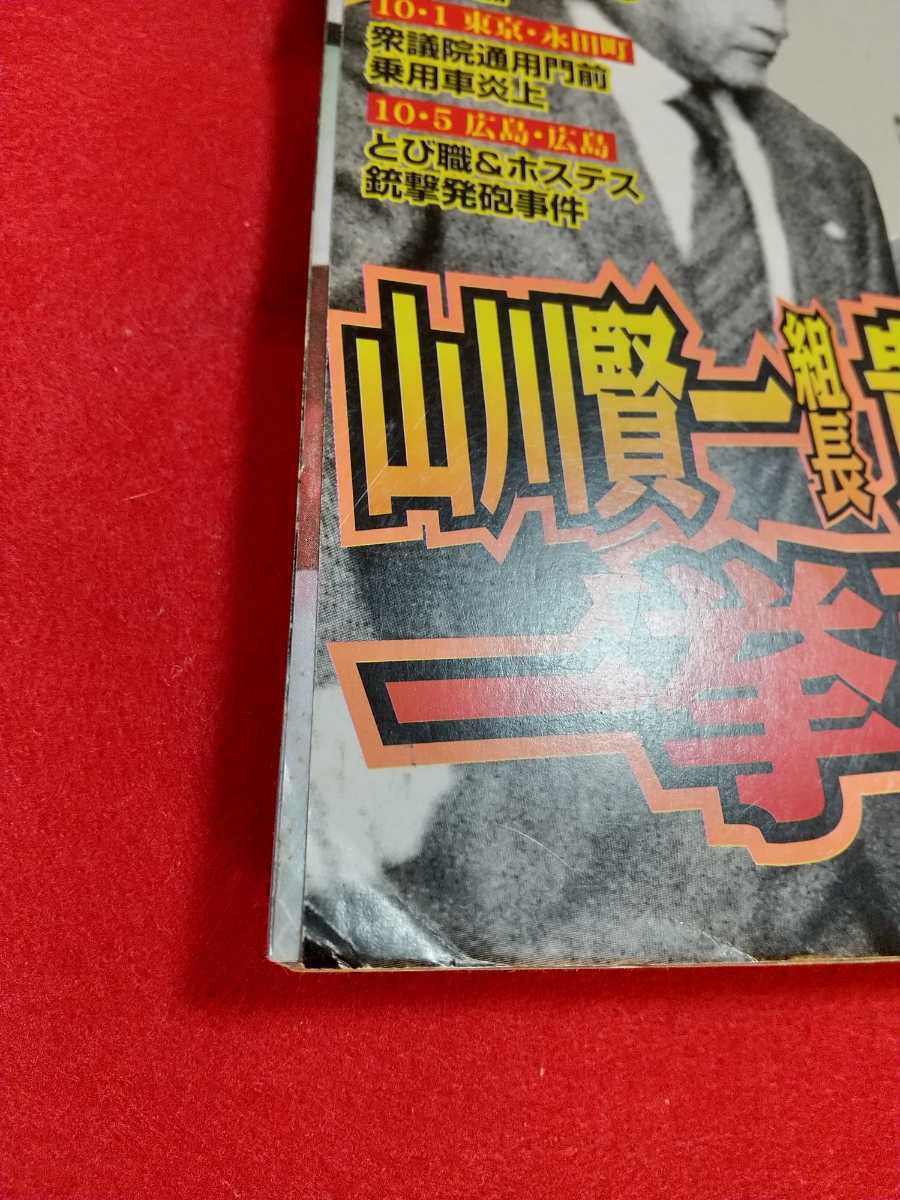 10・1 東京・永田町
衆議院通用門前
乗用車炎上
10・5 広島・広島
とび職&ホステス
銃撃発砲事件
山川賢一組長
一挙